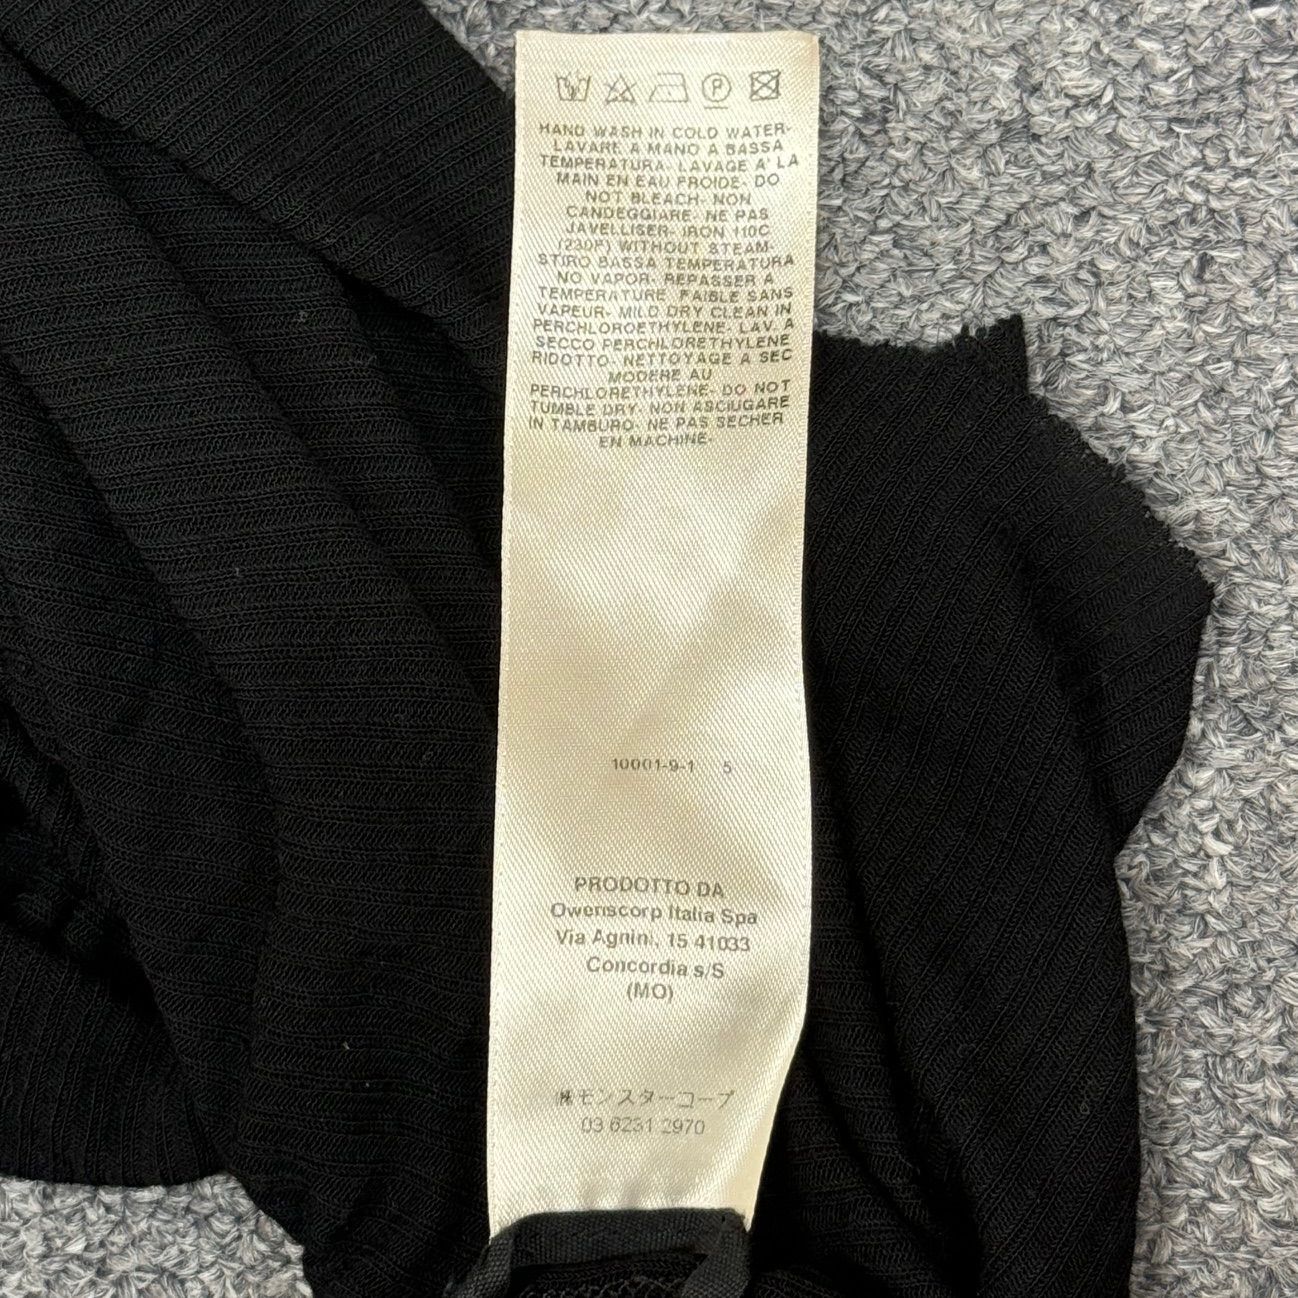 HAND WASH IN COLD WATER-
LAVARE A MANO A BASSA
TEMPERATURA- LAVAGE A' LA
MAIN EN EAU FROIDE- DO
NOT BLEACH- NON
CANDEGGIARE- NE PAS
JAVELLISER- IRON 110C
(230F) WITHOUT STEAM-
STIRO BASSA TEMPERATURA
NO VAPOR- REPASSER A
TEMPERATURE FAIBLE SANS
VAPEUR- MILD DRY CLEAN IN
PERCHLOROETHYLENE- LAV. A
SECCO PERCHLORETHYLENE
RIDOTTO- NETTOYAGE A SEC
MODERE AU
PERCHLORETHYLENE- DO NOT
TUMBLE DRY- NON ASCIUGARE
IN TAMBURO- NE PAS SECHER
EN MACHINE-
10001-9-1 5
PRODOTTO DA
Owenscorp Italia Spa
Via Agnini, 15 41033
Concordia s/S
(MO)
㈱モンスターコープ
03 6231 2970